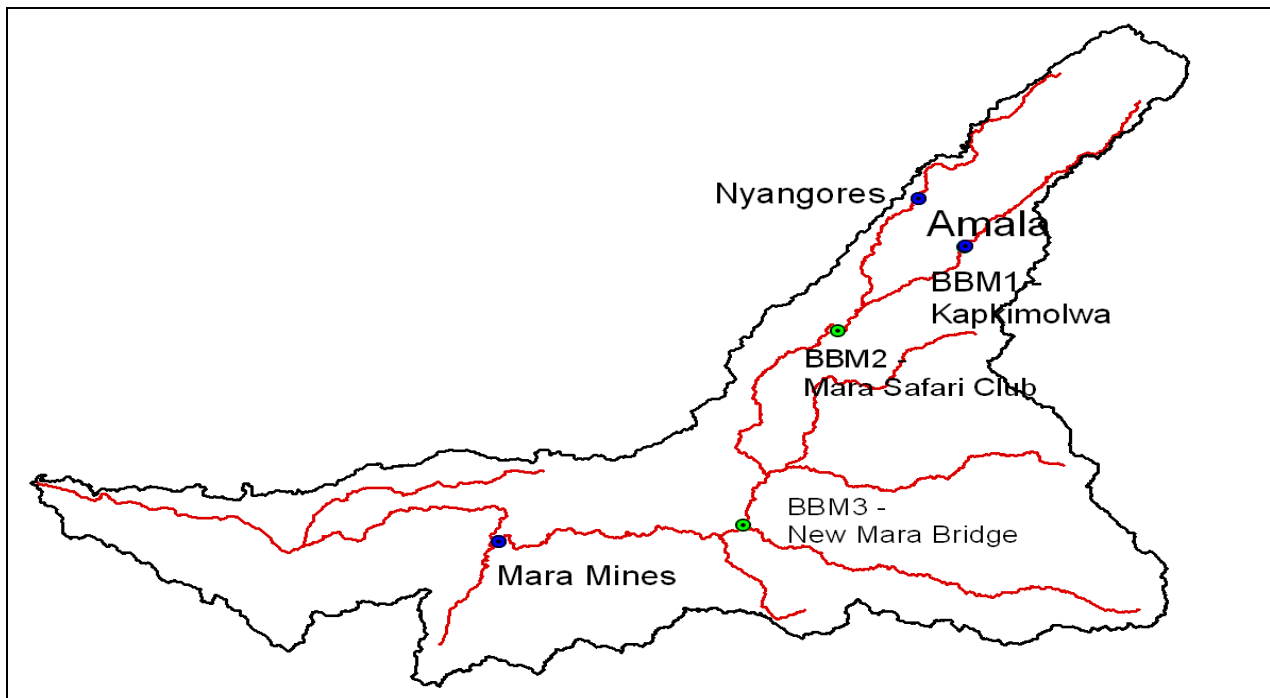 Nyangores
Amala
BBM1 -
Kapkimolwa
BBM2 -
Mara Safari Club
BBM3 -
New Mara Bridge
Mara Mines